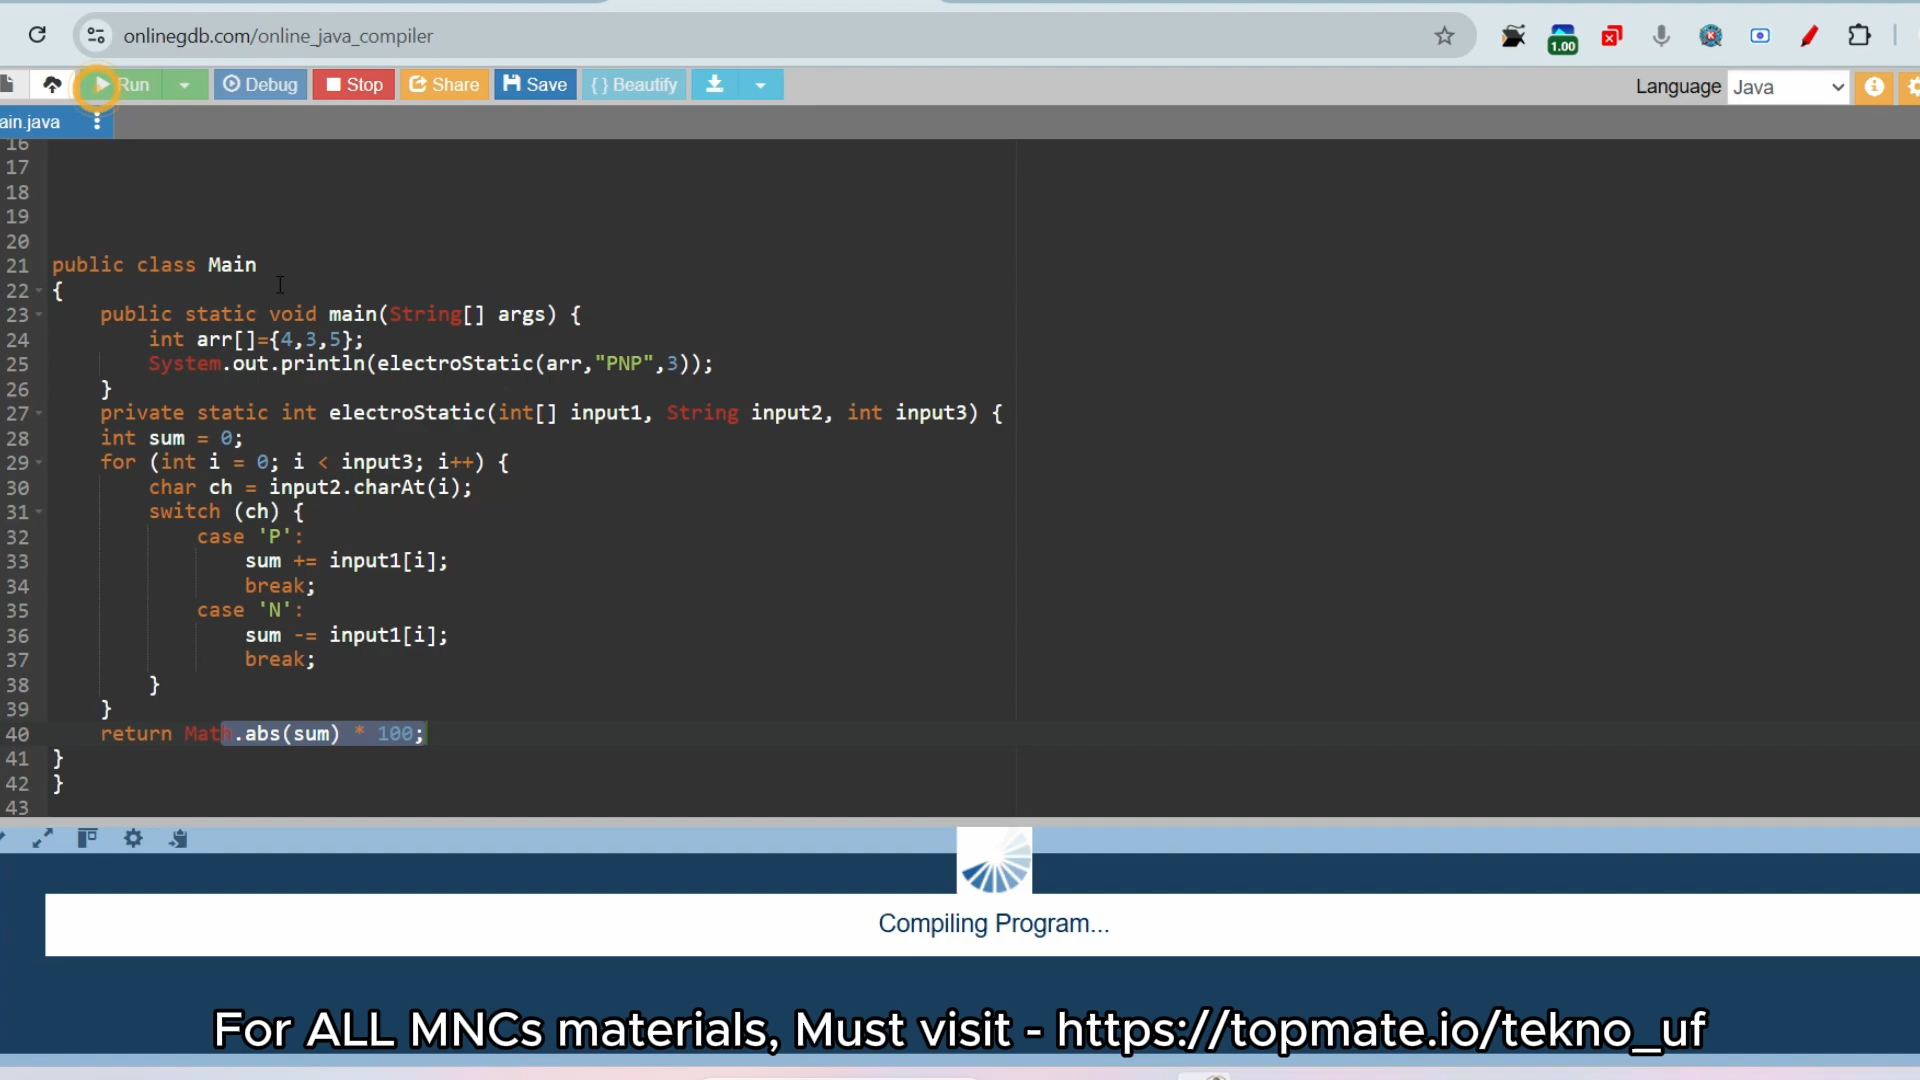 onlinegdb.com/online_java_compiler
1.00
Run Debug Stop Share Save { } Beautify Language Java
ain.java
16
17
18
19
20
21 public class Main
22 {
23 public static void main(String[] args) {
24 int arr[]={4,3,5};
25 System.out.println(electroStatic(arr,"PNP",3));
26 }
27 private static int electroStatic(int[] input1, String input2, int input3) {
28 int sum = 0;
29 for (int i = 0; i < input3; i++) {
30 char ch = input2.charAt(i);
31 switch (ch) {
32 case 'P':
33 sum += input1[i];
34 break;
35 case 'N':
36 sum -= input1[i];
37 break;
38 }
39 }
40 return Math.abs(sum) * 100;
41 }
42 }
43
Compiling Program...
For ALL MNCs materials, Must visit - https://topmate.io/tekno_uf